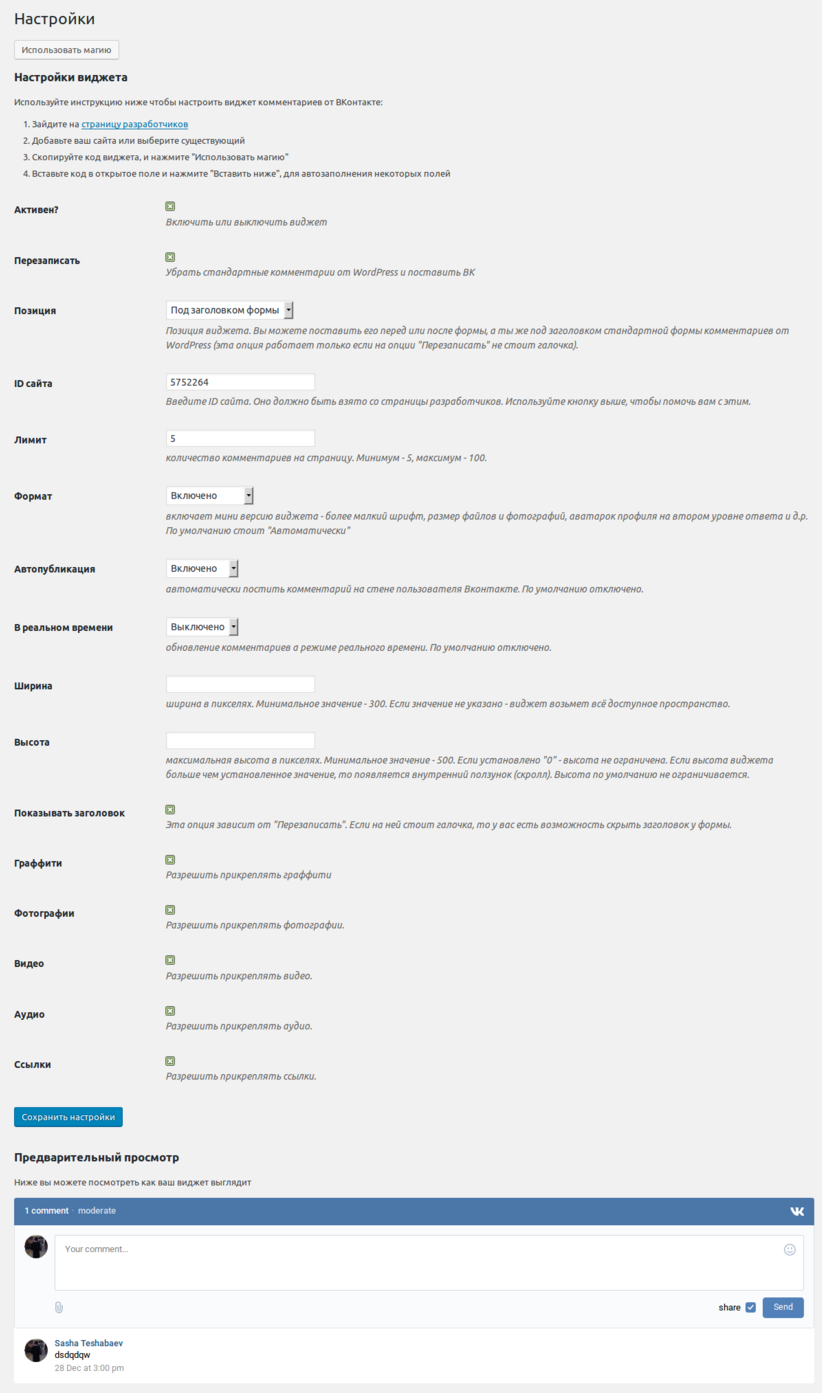 Настройки
Использовать магию
Настройки виджета
Используйте инструкцию ниже чтобы настроить виджет комментариев от ВКонтакте:
1. Зайдите на страницу разработчиков
2. Добавьте ваш сайта или выберите существующий
3. Скопируйте код виджета, и нажмите "Использовать магию"
4. Вставьте код в открытое поле и нажмите "Вставить ниже", для автозаполнения некоторых полей
Активен?
Включить или выключить виджет
Перезаписать
Убрать стандартные комментарии от WordPress и поставить ВК
Позиция
Под заголовком формы
Позиция виджета. Вы можете поставить его перед или после формы, а ты же под заголовком стандартной формы комментариев от
WordPress (эта опция работает только если на опции "Перезаписать" не стоит галочка).
ID сайта
5752264
Введите ID сайта. Оно должно быть взято со страницы разработчиков. Используйте кнопку выше, чтобы помочь вам с этим.
Лимит
5
количество комментариев на страницу. Минимум - 5, максимум - 100.
Формат
Включено
включает мини версию виджета - более малкий шрифт, размер файлов и фотографий, аватарок профиля на втором уровне ответа и д.р.
По умолчанию стоит "Автоматически"
Автопубликация
Включено
автоматически постить комментарий на стене пользователя Вконтакте. По умолчанию отключено.
В реальном времени
Выключено
обновление комментариев а режиме реального времени. По умолчанию отключено.
Ширина
ширина в пикселях. Минимальное значение - 300. Если значение не указано - виджет возьмет всё доступное пространство.
Высота
максимальная высота в пикселях. Минимальное значение - 500. Если установлено "0" - высота не ограничена. Если высота виджета
больше чем установленное значение, то появляется внутренний ползунок (скролл). Высота по умолчанию не ограничивается.
Показывать заголовок
Эта опция зависит от "Перезаписать". Если на ней стоит галочка, то у вас есть возможность скрыть заголовок у формы.
Граффити
Разрешить прикреплять граффити
Фотографии
Разрешить прикреплять фотографии.
Видео
Разрешить прикреплять видео.
Аудио
Разрешить прикреплять аудио.
Ссылки
Разрешить прикреплять ссылки.
Сохранить настройки
Предварительный просмотр
Ниже вы можете посмотреть как ваш виджет выглядит
1 comment · moderate
Your comment...
share Send
Sasha Teshabaev
dsdqdqw
28 Dec at 3:00 pm